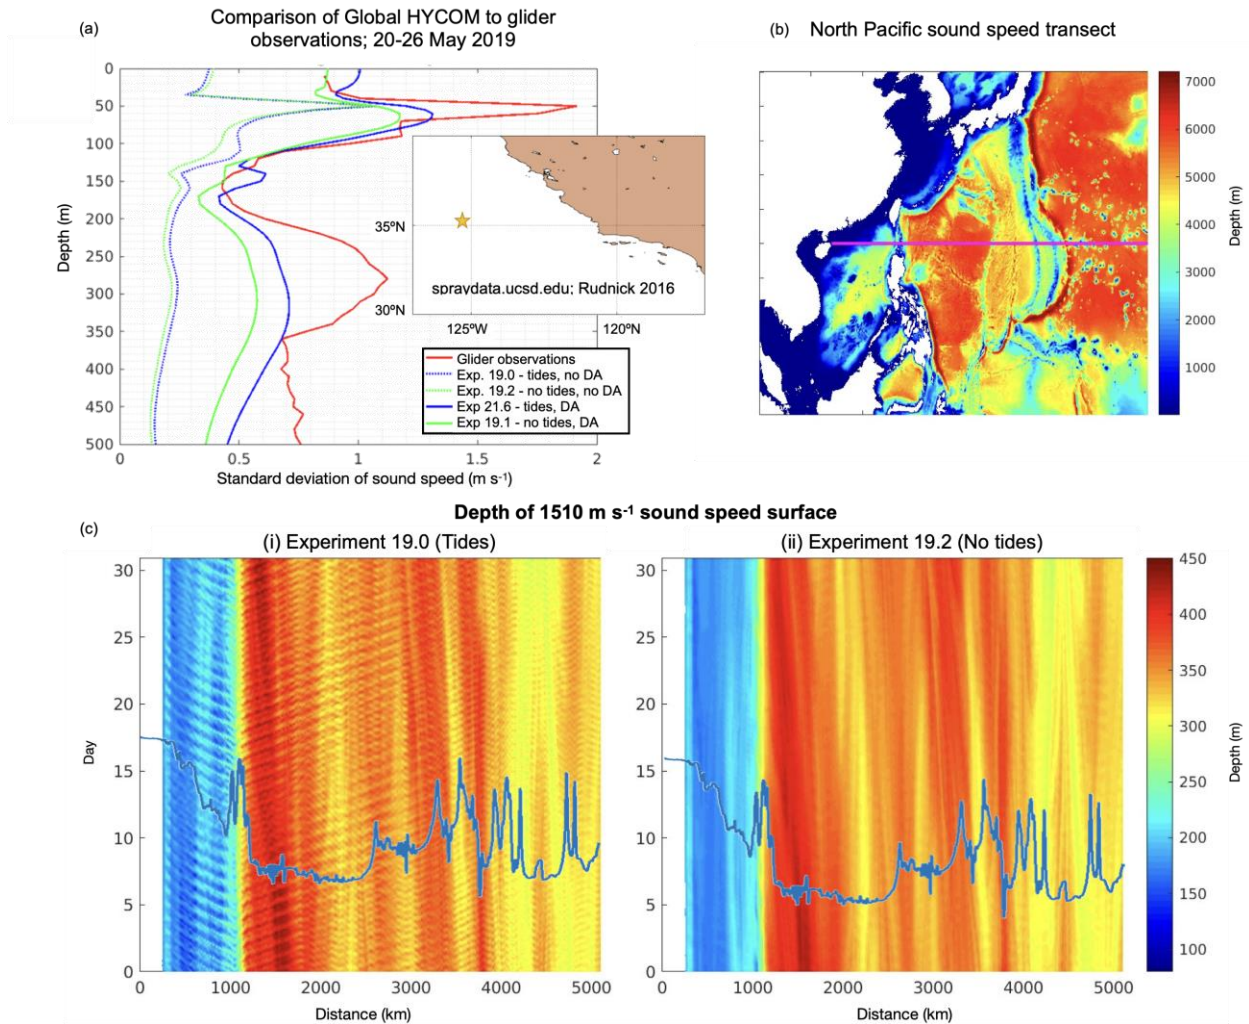 (a)
Comparison of Global HYCOM to glider
observations; 20-26 May 2019
0
50
100
150
200
250
300
350
400
450
500
Depth (m)
0
0.5
1
1.5
2
Standard deviation of sound speed (m s⁻¹)
35°N
30°N
125°W
120°W
spraydata.ucsd.edu; Rudnick 2016
Glider observations
Exp. 19.0 - tides, no DA
Exp. 19.2 - no tides, no DA
Exp 21.6 - tides, DA
Exp 19.1 - no tides, DA
(b)
North Pacific sound speed transect
7000
6000
5000
4000
3000
2000
1000
Depth (m)
(c)
Depth of 1510 m s⁻¹ sound speed surface
(i) Experiment 19.0 (Tides)
30
25
20
15
10
5
0
Day
0
1000
2000
3000
4000
5000
Distance (km)
(ii) Experiment 19.2 (No tides)
30
25
20
15
10
5
0
0
1000
2000
3000
4000
5000
Distance (km)
450
400
350
300
250
200
150
100
Depth (m)